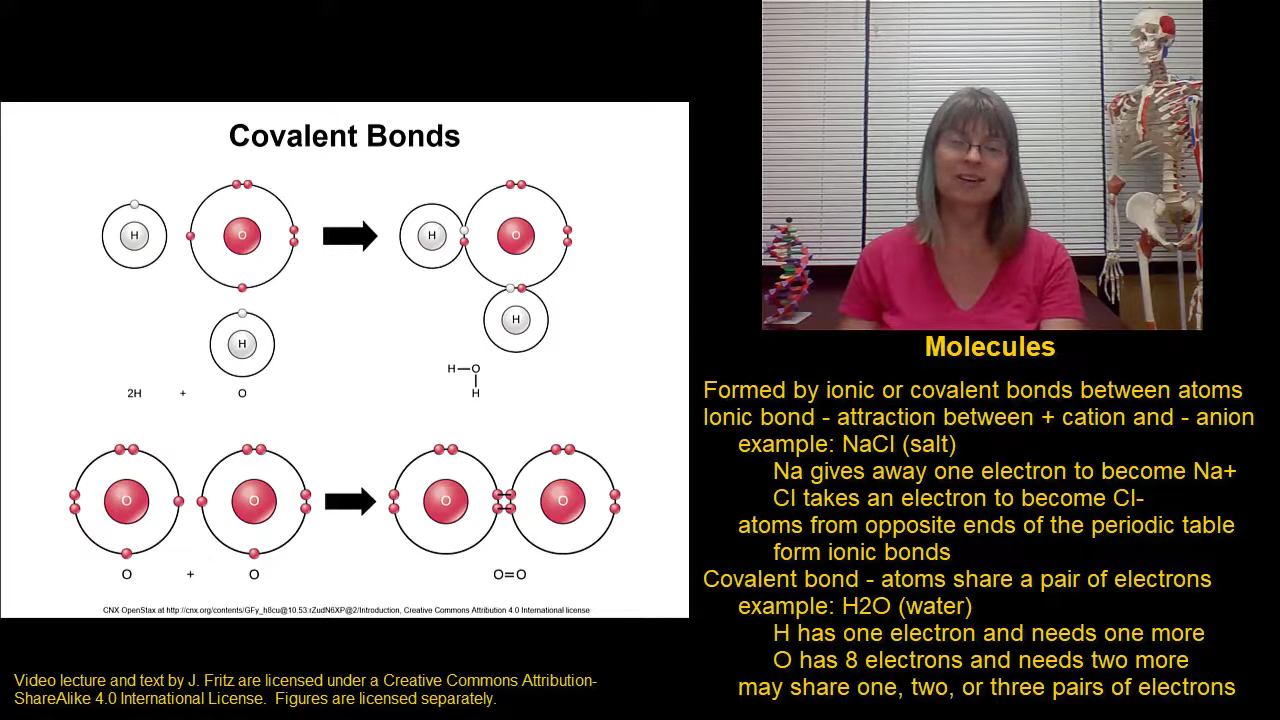 Covalent Bonds
H
O
H
H
O
H
H—O
H
2H + O
O
O
O
O
O + O
O=O
CNX OpenStax at http://cnx.org/contents/GFy_h8cu@10.53:rZudN6XP@2/Introduction, Creative Commons Attribution 4.0 International license
Video lecture and text by J. Fritz are licensed under a Creative Commons Attribution-
ShareAlike 4.0 International License. Figures are licensed separately.
Molecules
Formed by ionic or covalent bonds between atoms
Ionic bond - attraction between + cation and - anion
example: NaCl (salt)
Na gives away one electron to become Na+
Cl takes an electron to become Cl-
atoms from opposite ends of the periodic table
form ionic bonds
Covalent bond - atoms share a pair of electrons
example: H2O (water)
H has one electron and needs one more
O has 8 electrons and needs two more
may share one, two, or three pairs of electrons